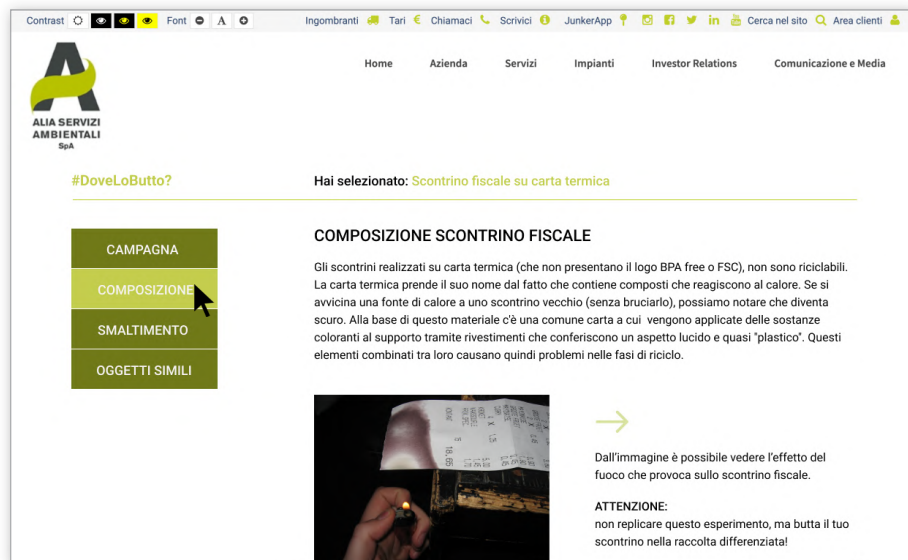 Contrast Font A Ingombranti Tari € Chiamaci Scrivici JunkerApp in Cerca nel sito Area clienti
Home Azienda Servizi Impianti Investor Relations Comunicazione e Media
ALIA SERVIZI
AMBIENTALI
SpA
#DoveLoButto? Hai selezionato: Scontrino fiscale su carta termica
CAMPAGNA
COMPOSIZIONE
SMALTIMENTO
OGGETTI SIMILI
COMPOSIZIONE SCONTRINO FISCALE
Gli scontrini realizzati su carta termica (che non presentano il logo BPA free o FSC), non sono riciclabili.
La carta termica prende il suo nome dal fatto che contiene composti che reagiscono al calore. Se si
avvicina una fonte di calore a uno scontrino vecchio (senza bruciarlo), possiamo notare che diventa
scuro. Alla base di questo materiale c'è una comune carta a cui vengono applicate delle sostanze
coloranti al supporto tramite rivestimenti che conferiscono un aspetto lucido e quasi "plastico". Questi
elementi combinati tra loro causano quindi problemi nelle fasi di riciclo.
Dall'immagine è possibile vedere l'effetto del
fuoco che provoca sullo scontrino fiscale.
ATTENZIONE:
non replicare questo esperimento, ma butta il tuo
scontrino nella raccolta differenziata!